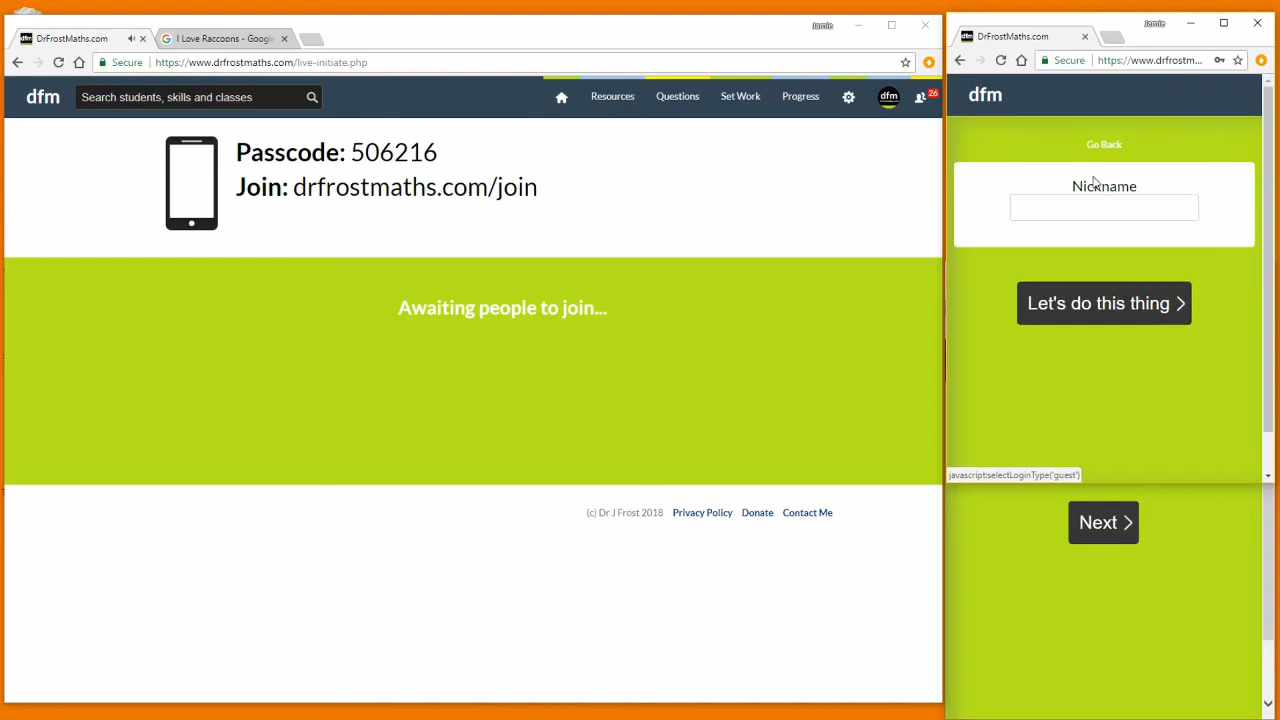 Jamie
DrFrostMaths.com
I Love Raccoons - Google
Secure
https://www.drfrostmaths.com/live-initiate.php
dfm
Search students, skills and classes
Resources
Questions
Set Work
Progress
dfm
26
Passcode: 506216
Join: drfrostmaths.com/join
Awaiting people to join...
(c) Dr J Frost 2018 Privacy Policy Donate Contact Me
Jamie
DrFrostMaths.com
Secure
https://www.drfrostm...
dfm
Go Back
Nickname
Let's do this thing
javascript:selectLoginType('guest')
Next